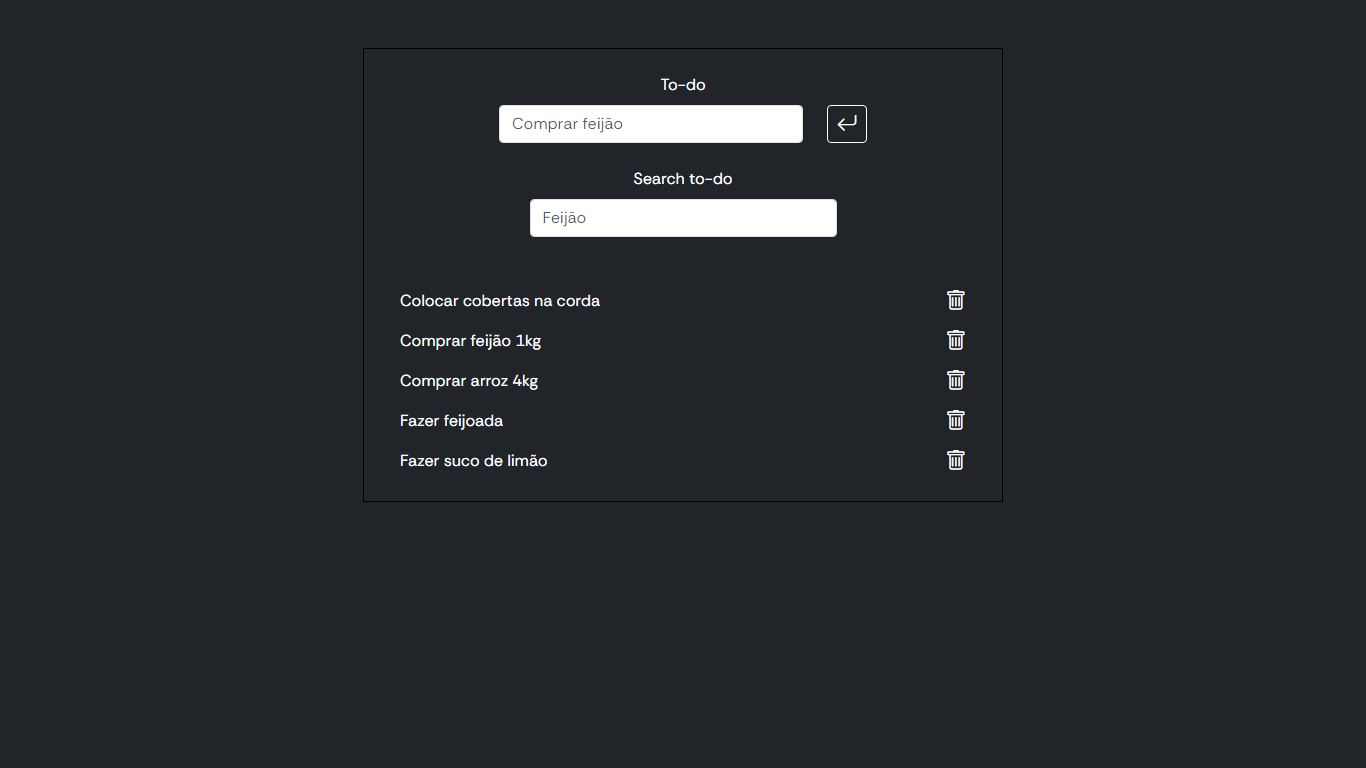 To-do
Comprar feijão
Search to-do
Feijão
Colocar cobertas na corda
Comprar feijão 1kg
Comprar arroz 4kg
Fazer feijoada
Fazer suco de limão